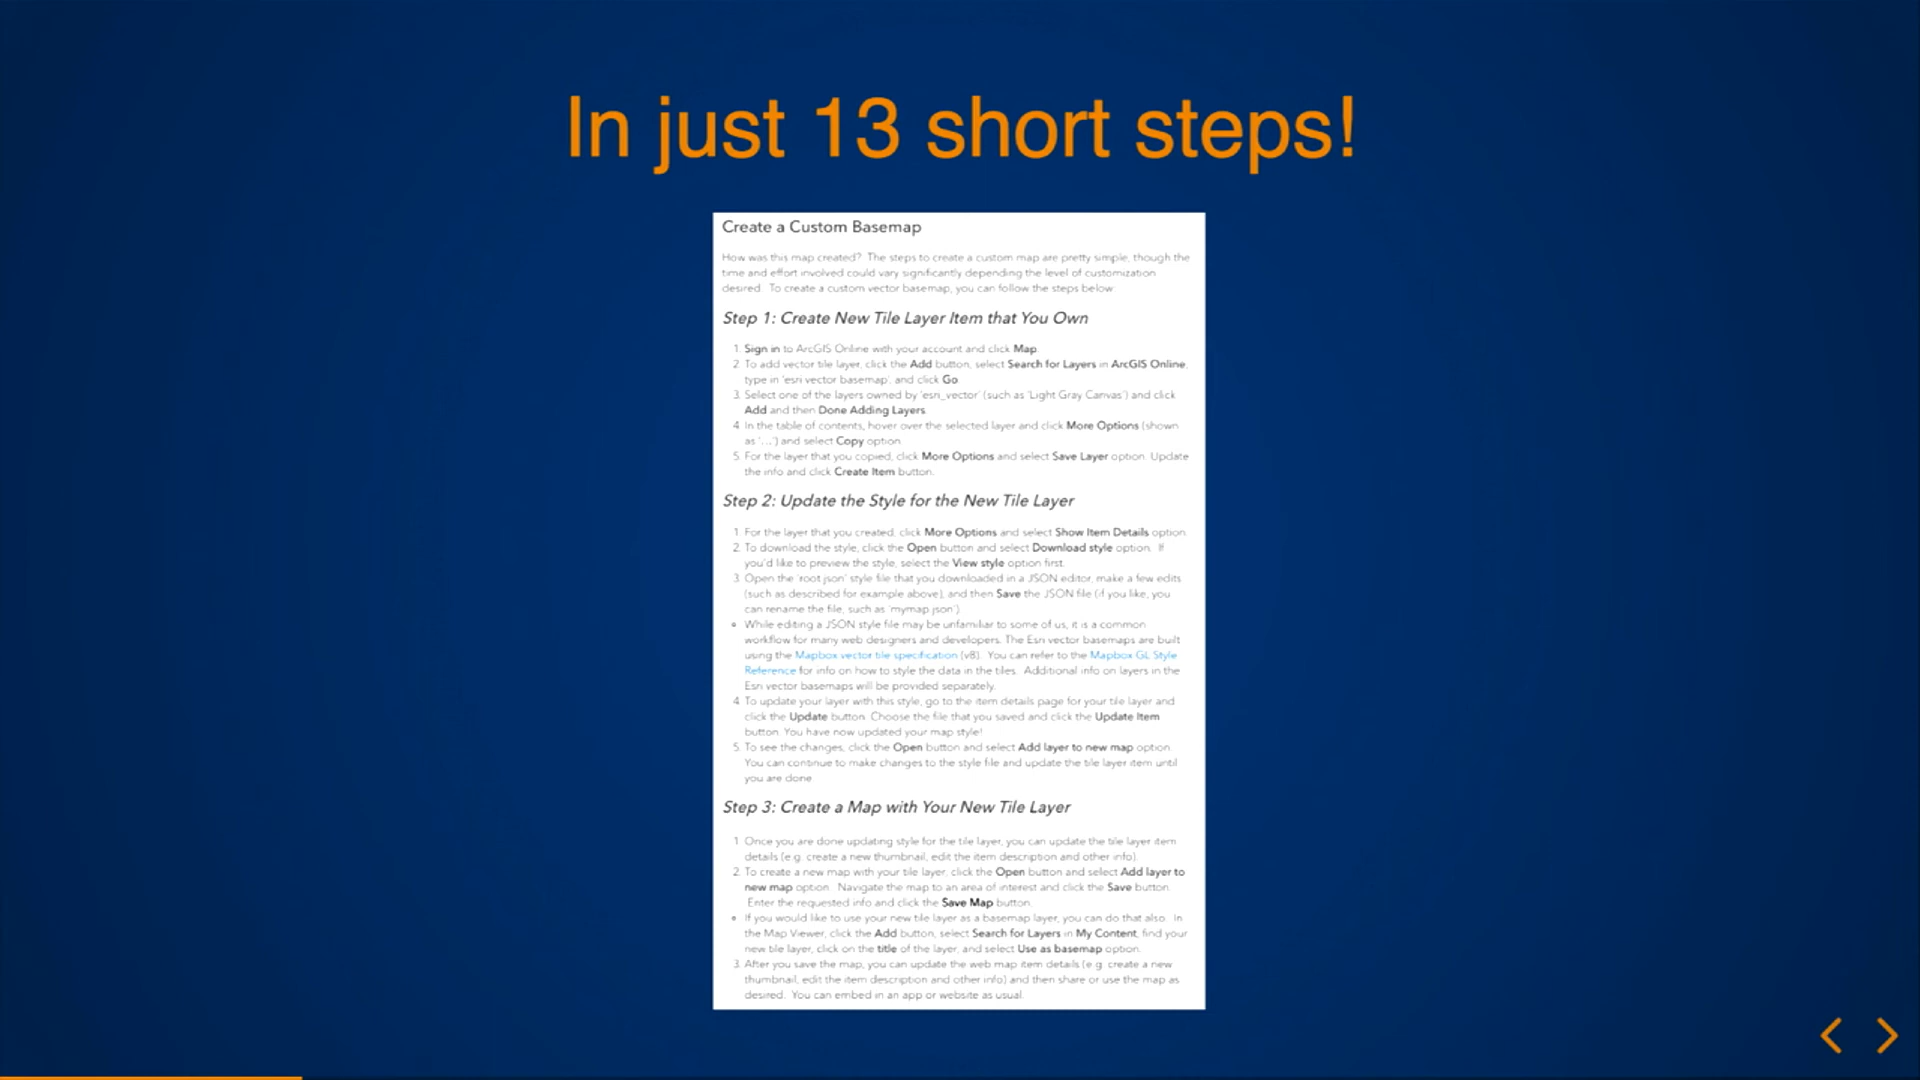 In just 13 short steps!
Create a Custom Basemap
How was this map created? The steps to create a custom map are pretty simple, though the
time and effort involved could vary significantly depending the level of customization
desired. To create a custom vector basemap, you can follow the steps below:
Step 1: Create New Tile Layer Item that You Own
1. Sign in to ArcGIS Online with your account and click Map.
2. To add vector tile layer, click the Add button, select Search for Layers in ArcGIS Online,
type in 'esri vector basemap', and click Go.
3. Select one of the layers owned by 'esri_vector' (such as 'Light Gray Canvas') and click
Add and then Done Adding Layers.
4. In the table of contents, hover over the selected layer and click More Options (shown
as '...') and select Copy option.
5. For the layer that you copied, click More Options and select Save Layer option. Update
the info and click Create Item button.
Step 2: Update the Style for the New Tile Layer
1. For the layer that you created, click More Options and select Show Item Details option.
2. To download the style, click the Open button and select Download style option. If
you'd like to preview the style, select the View style option first.
3. Open the 'root.json' style file that you downloaded in a JSON editor, make a few edits
(such as described for example above), and then Save the JSON file (if you like, you
can rename the file, such as 'mymap.json').
While editing a JSON style file may be unfamiliar to some of us, it is a common
workflow for many web designers and developers. The Esri vector basemaps are built
using the Mapbox vector tile specification (v8). You can refer to the Mapbox GL Style
Reference for info on how to style the data in the tiles. Additional info on layers in the
Esri vector basemaps will be provided separately.
4. To update your layer with this style, go to the item details page for your tile layer and
click the Update button. Choose the file that you saved and click the Update Item
button. You have now updated your map style!
5. To see the changes, click the Open button and select Add layer to new map option.
You can continue to make changes to the style file and update the tile layer item until
you are done.
Step 3: Create a Map with Your New Tile Layer
1. Once you are done updating style for the tile layer, you can update the tile layer item
details (e.g. create a new thumbnail, edit the item description and other info).
2. To create a new map with your tile layer, click the Open button and select Add layer to
new map option. Navigate the map to an area of interest and click the Save button.
Enter the requested info and click the Save Map button.
If you would like to use your new tile layer as a basemap layer, you can do that also. In
the Map Viewer, click the Add button, select Search for Layers in My Content, find your
new tile layer, click on the title of the layer, and select Use as basemap option.
3. After you save the map, you can update the web map item details (e.g. create a new
thumbnail, edit the item description and other info) and then share or use the map as
desired. You can embed in an app or website as usual.